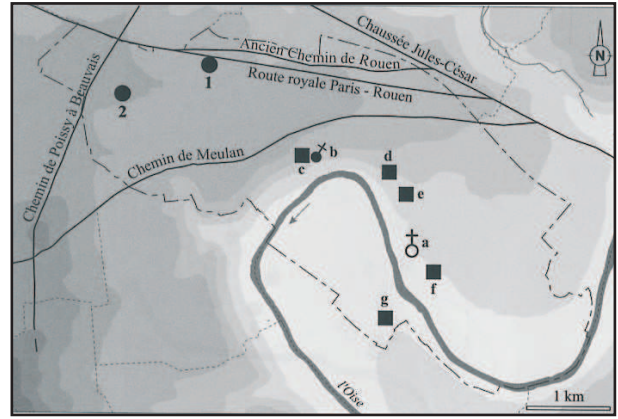 Chaussée Jules-César
Ancien Chemin de Rouen
Route royale Paris - Rouen
N
Chemin de Poissy à Beauvais
1
2
Chemin de Meulan
b
c
d
e
a
f
g
l'Oise
1 km